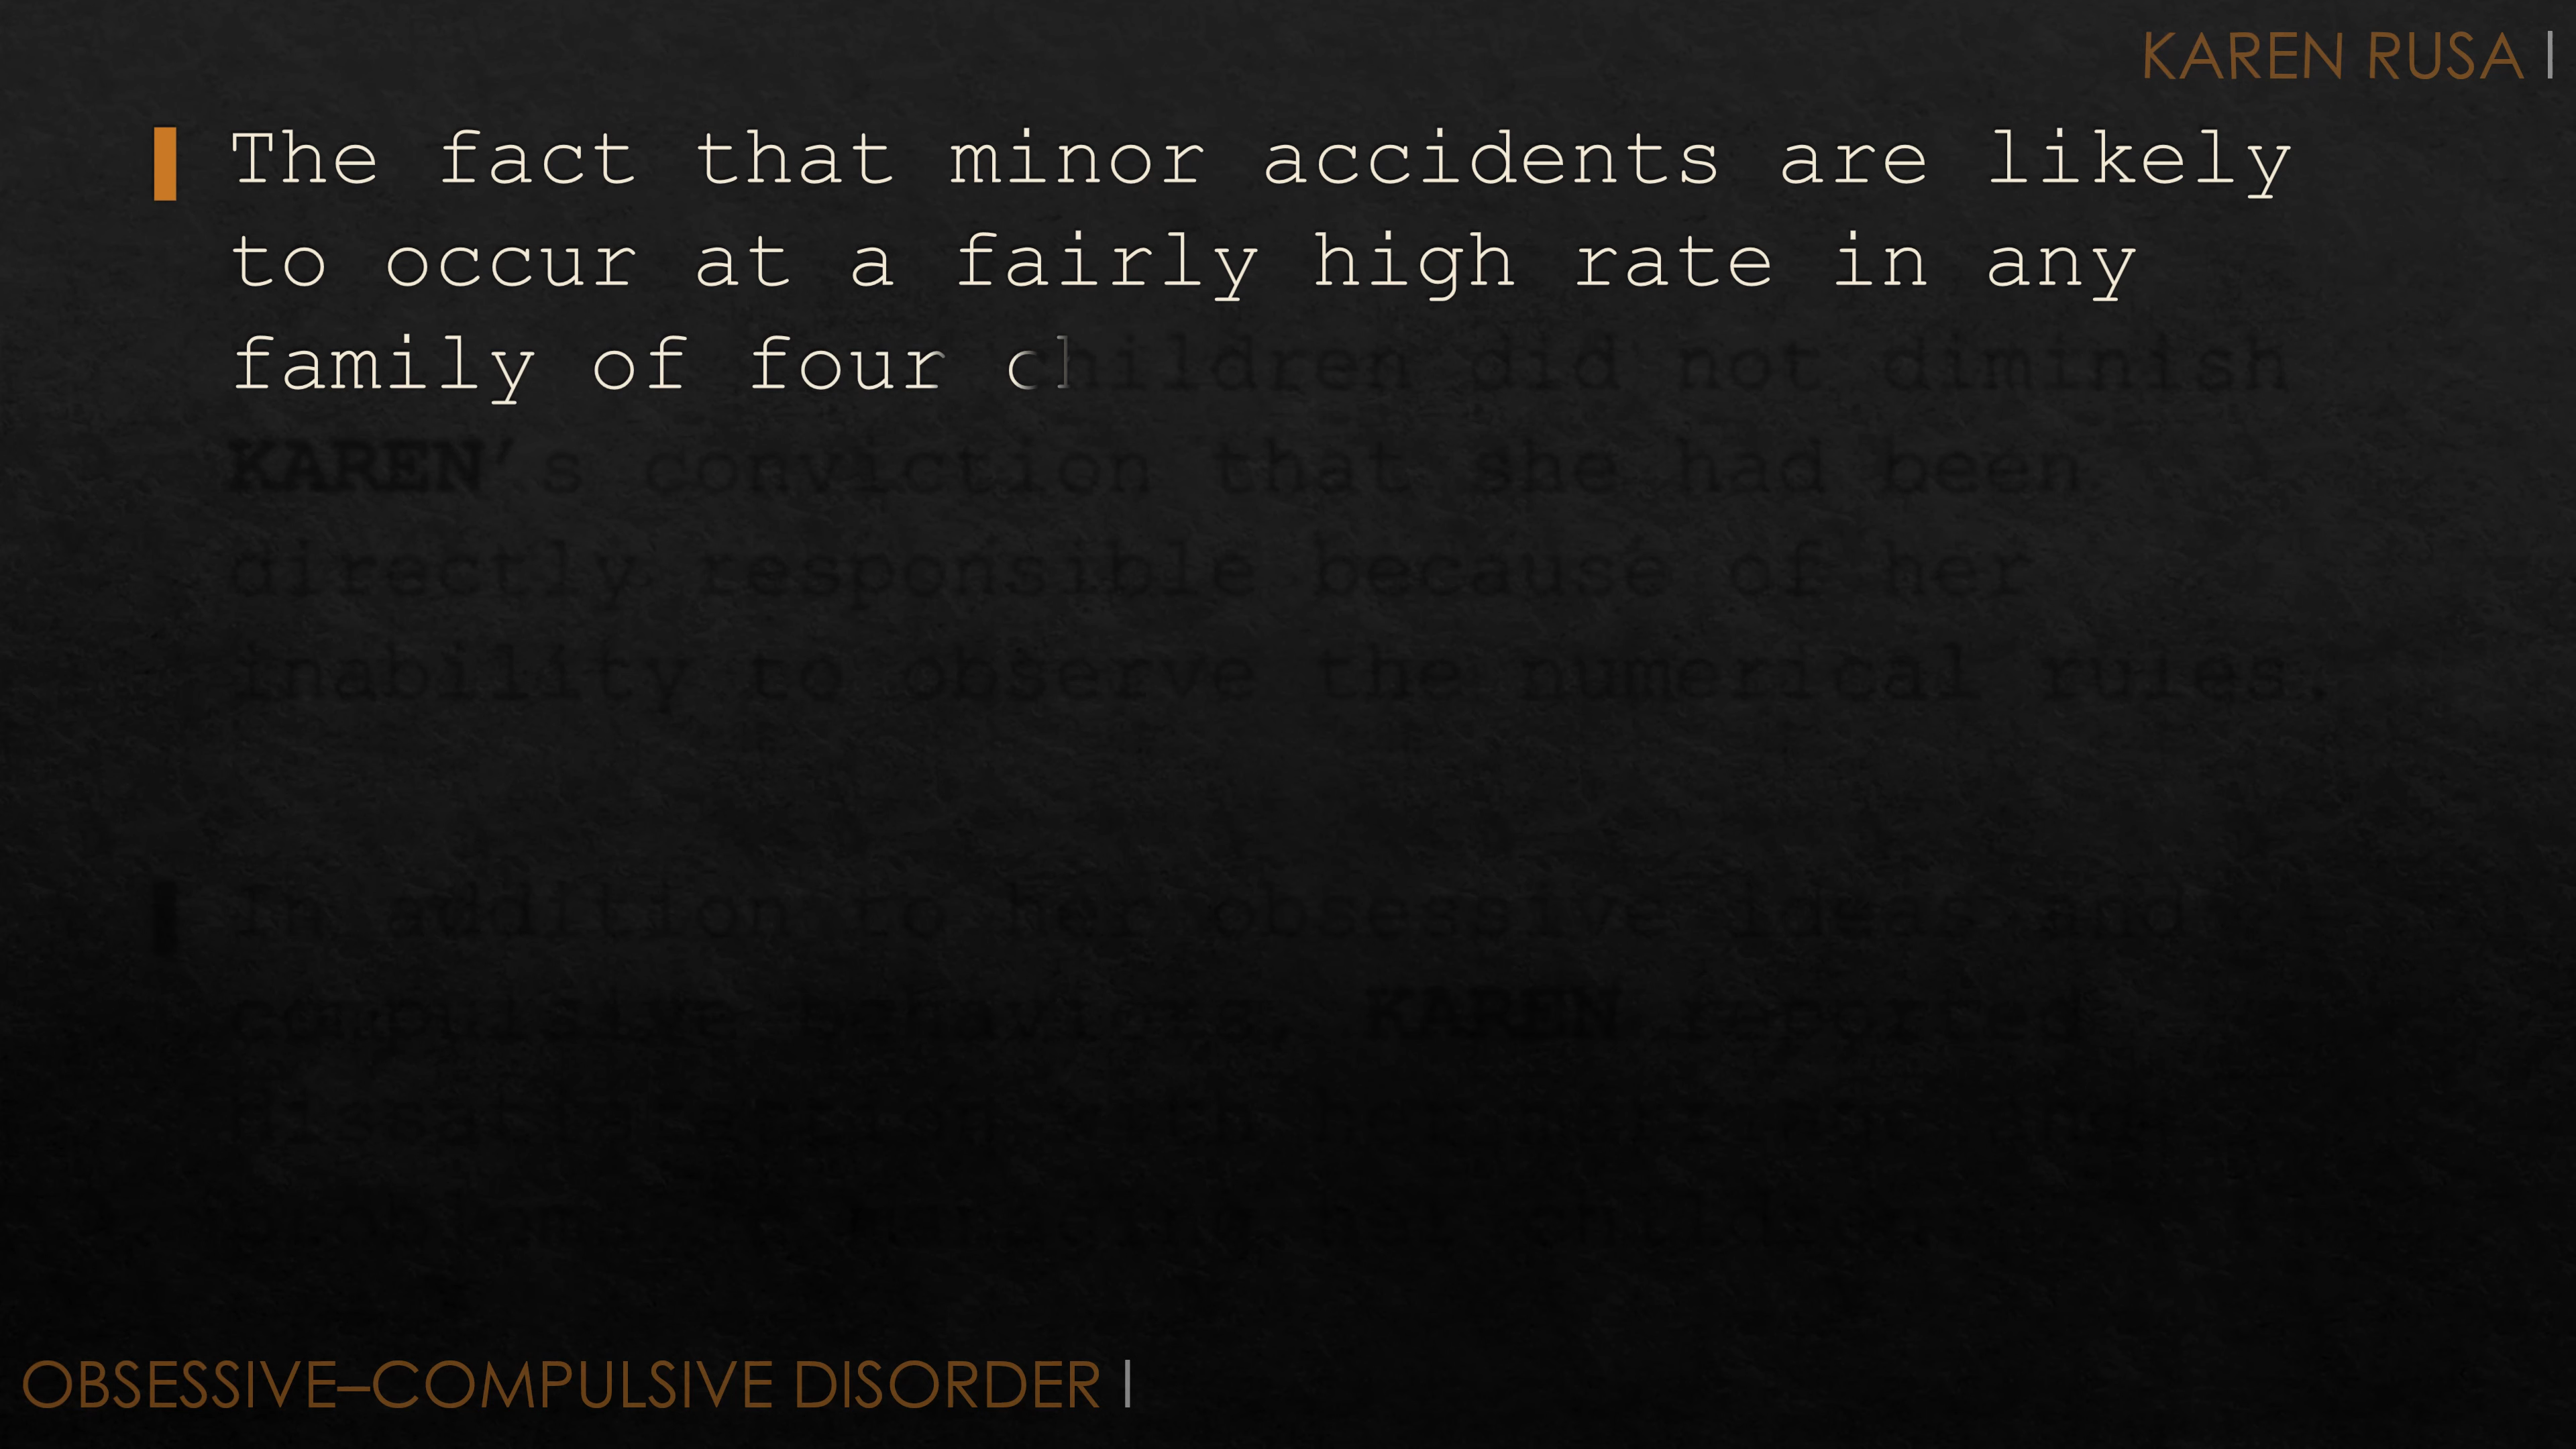 KAREN RUSA |
The fact that minor accidents are likely
to occur at a fairly high rate in any
family of four children did not diminish
KAREN's conviction that she had been
directly responsible because of her
inability to observe the numerical rules.
In addition to her obsessive ideas and
compulsive behaviors, KAREN reported
dissatisfaction with her marriage and
OBSESSIVE–COMPULSIVE DISORDER |